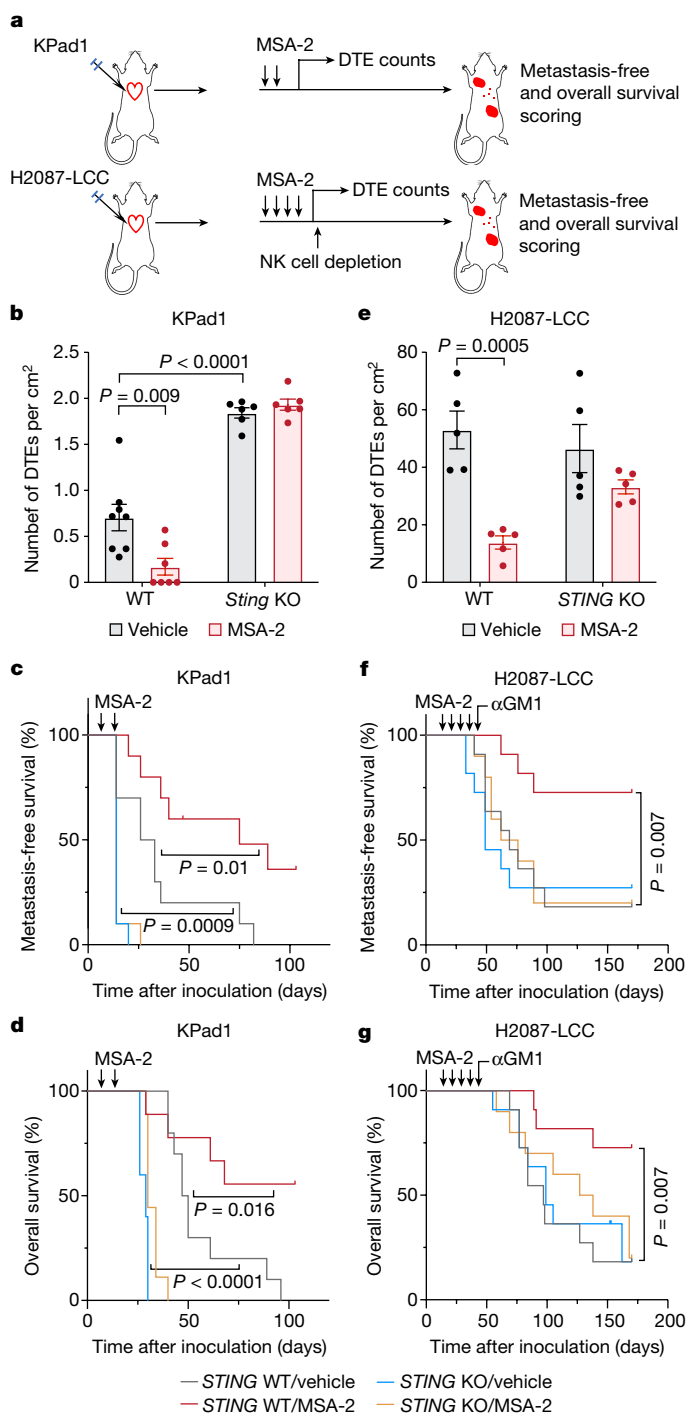 a
KPad1
MSA-2
DTE counts
Metastasis-free
and overall survival
scoring
H2087-LCC
MSA-2
DTE counts
NK cell depletion
Metastasis-free
and overall survival
scoring
b
KPad1
P < 0.0001
P = 0.009
2.5
2.0
1.5
1.0
0.5
0
Numbef of DTEs per cm2
WT
Sting KO
Vehicle
MSA-2
e
H2087-LCC
P = 0.0005
80
60
40
20
0
Numbef of DTEs per cm2
WT
STING KO
Vehicle
MSA-2
c
KPad1
MSA-2
100
50
0
Metastasis-free survival (%)
P = 0.01
P = 0.0009
0
50
100
Time after inoculation (days)
f
H2087-LCC
MSA-2
αGM1
100
50
0
Metastasis-free survival (%)
P = 0.007
0
50
100
150
200
Time after inoculation (days)
d
KPad1
MSA-2
100
50
0
Overall survival (%)
P = 0.016
P < 0.0001
0
50
100
Time after inoculation (days)
g
H2087-LCC
MSA-2
αGM1
100
50
0
Overall survival (%)
P = 0.007
0
50
100
150
200
Time after inoculation (days)
STING WT/vehicle
STING KO/vehicle
STING WT/MSA-2
STING KO/MSA-2